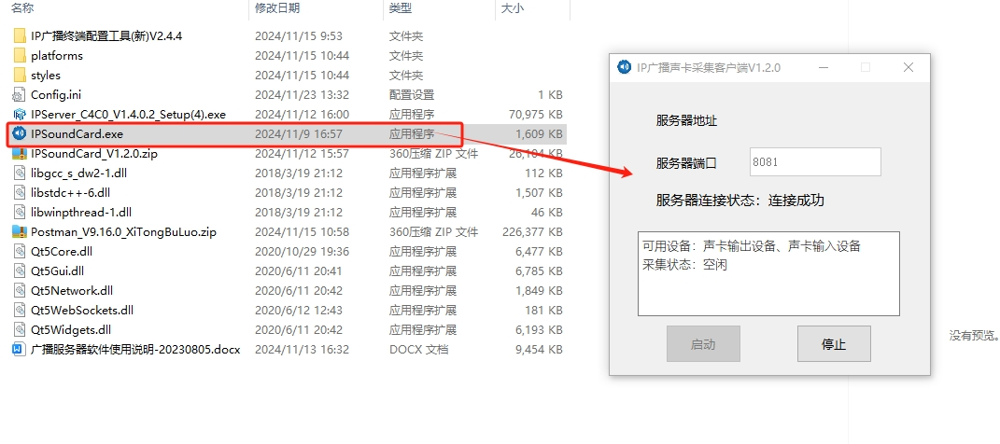 名称 修改日期 类型 大小
IP广播终端配置工具(新)V2.4.4 2024/11/15 9:53 文件夹
platforms 2024/11/15 10:44 文件夹
styles 2024/11/15 10:44 文件夹
Config.ini 2024/11/23 13:32 配置设置 1 KB
IPServer_C4C0_V1.4.0.2_Setup(4).exe 2024/11/12 16:00 应用程序 70,975 KB
IPSoundCard.exe 2024/11/9 16:57 应用程序 1,609 KB
IPSoundCard_V1.2.0.zip 2024/11/12 15:57 360压缩 ZIP 文件 26,104 KB
libgcc_s_dw2-1.dll 2018/3/19 21:12 应用程序扩展 112 KB
libstdc++-6.dll 2018/3/19 21:12 应用程序扩展 1,507 KB
libwinpthread-1.dll 2018/3/19 21:12 应用程序扩展 46 KB
Postman_V9.16.0_XiTongBuLuo.zip 2024/11/15 10:58 360压缩 ZIP 文件 226,377 KB
Qt5Core.dll 2020/10/29 19:36 应用程序扩展 6,477 KB
Qt5Gui.dll 2020/6/11 20:41 应用程序扩展 6,785 KB
Qt5Network.dll 2020/6/11 20:42 应用程序扩展 1,849 KB
Qt5WebSockets.dll 2020/6/12 12:43 应用程序扩展 181 KB
Qt5Widgets.dll 2020/6/11 20:42 应用程序扩展 6,193 KB
广播服务器软件使用说明-20230805.docx 2024/11/13 16:32 DOCX 文档 9,454 KB
IP广播声卡采集客户端V1.2.0
服务器地址
服务器端口 8081
服务器连接状态：连接成功
可用设备：声卡输出设备、声卡输入设备
采集状态：空闲
启动 停止
没有预览。